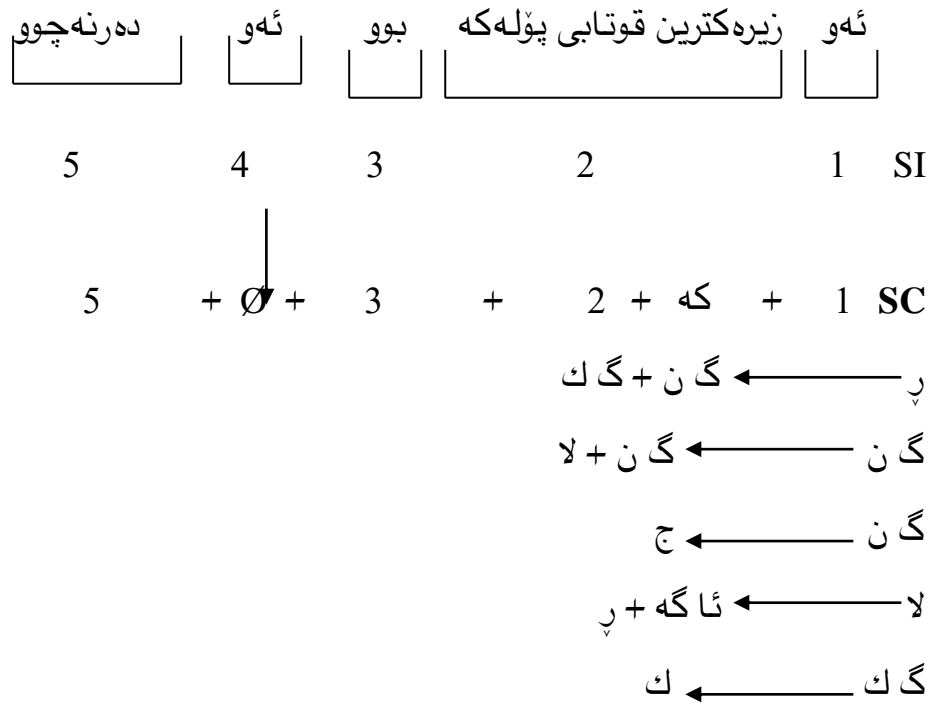 ئەو زیرەکترین قوتابی پۆلەکە بوو ئەو دەرنەچوو
SI 1 2 3 4 5
SC 1 + کە + 2 + 3 + Ø + 5
ڕ گ ن + گ ك
گ ن گ ن + لا
گ ن ج
لا ئا گە + ڕ
گ ك ك